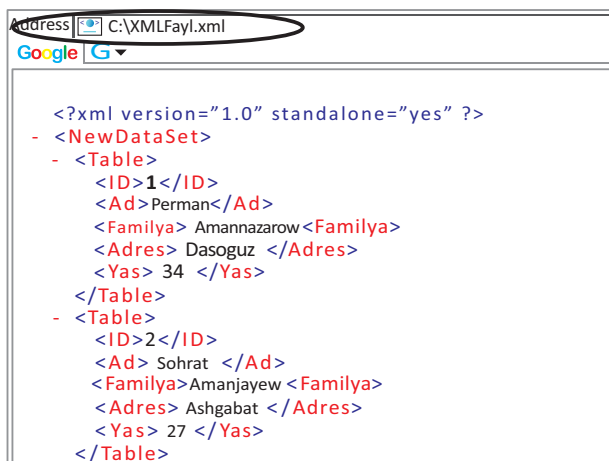 Address C:\XMLFayl.xml
Google G
<?xml version=”1.0” standalone=”yes” ?>
- <NewDataSet>
- <Table>
<ID>1</ID>
<Ad>Perman</Ad>
<Familya> Amannazarow<Familya>
<Adres> Dasoguz </Adres>
<Yas> 34 </Yas>
</Table>
- <Table>
<ID>2</ID>
<Ad> Sohrat </Ad>
<Familya>Amanjayew <Familya>
<Adres> Ashgabat </Adres>
<Yas> 27 </Yas>
</Table>